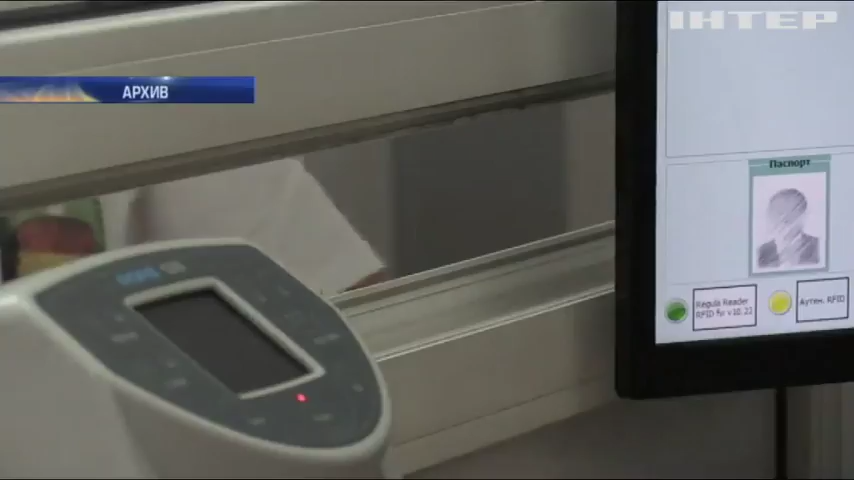 ІНТЕР
АРХИВ
Паспорт
Regula Reader
RFID fw v10.22
Аутен. RFID